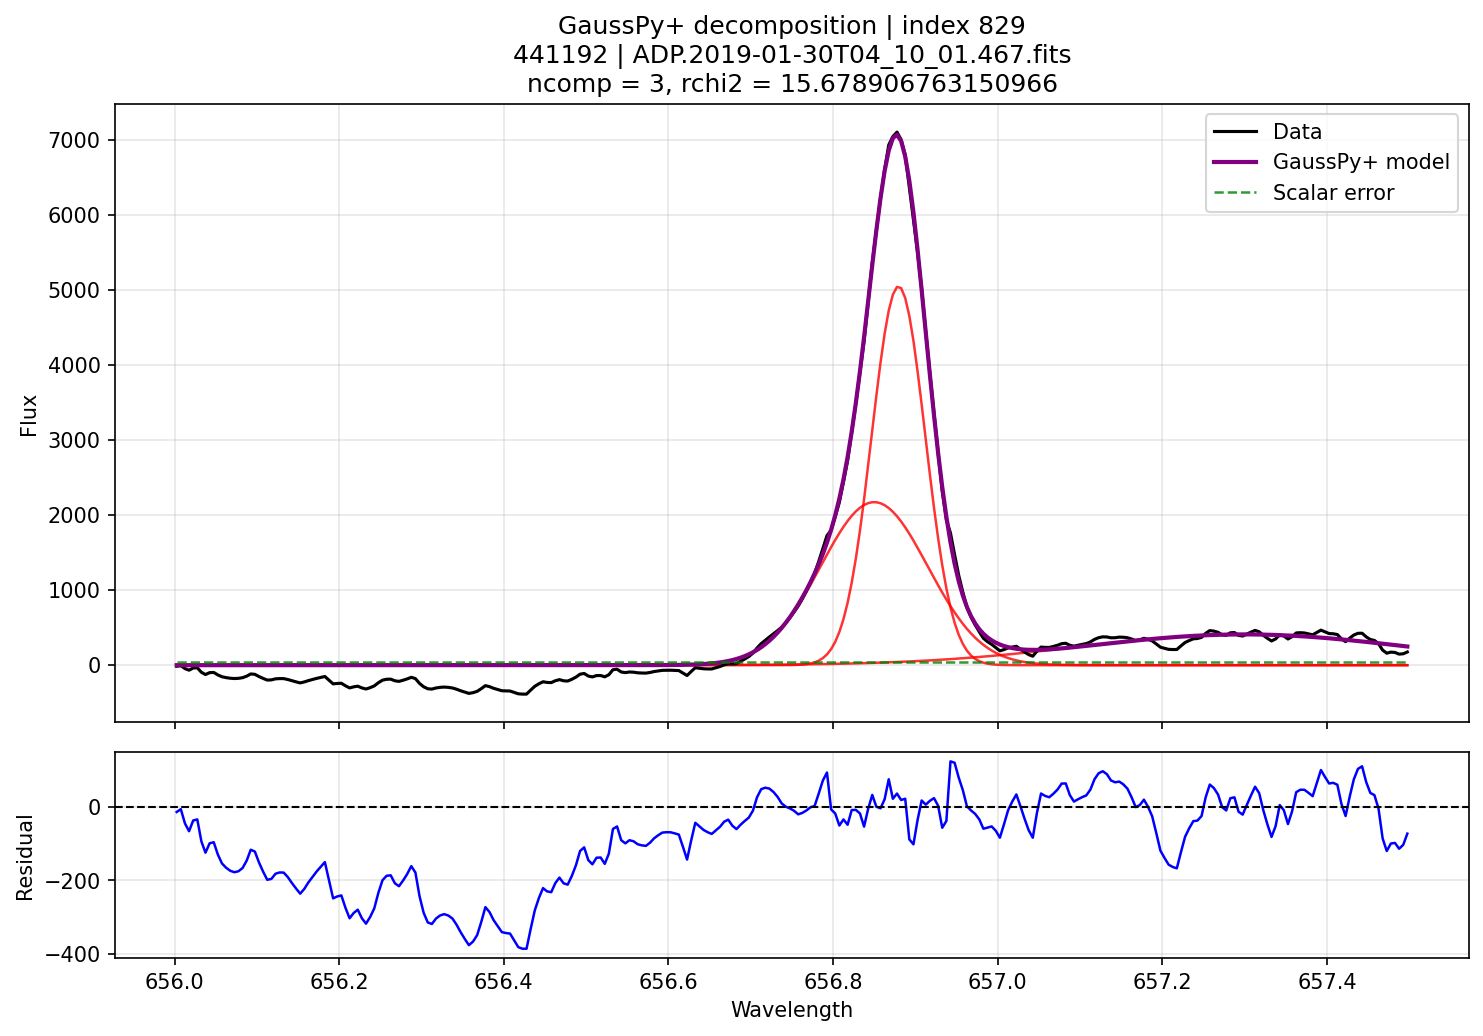 GaussPy+ decomposition | index 829
441192 | ADP.2019-01-30T04_10_01.467.fits
ncomp = 3, rchi2 = 15.678906763150966
Data
GaussPy+ model
Scalar error
7000
6000
5000
4000
3000
2000
1000
0
Flux
0
−200
−400
Residual
656.0
656.2
656.4
656.6
656.8
657.0
657.2
657.4
Wavelength